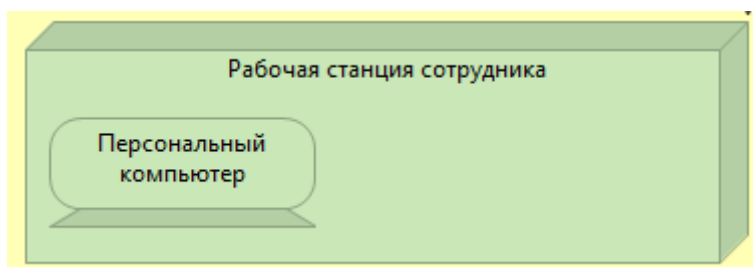 Рабочая станция сотрудника
Персональный
компьютер